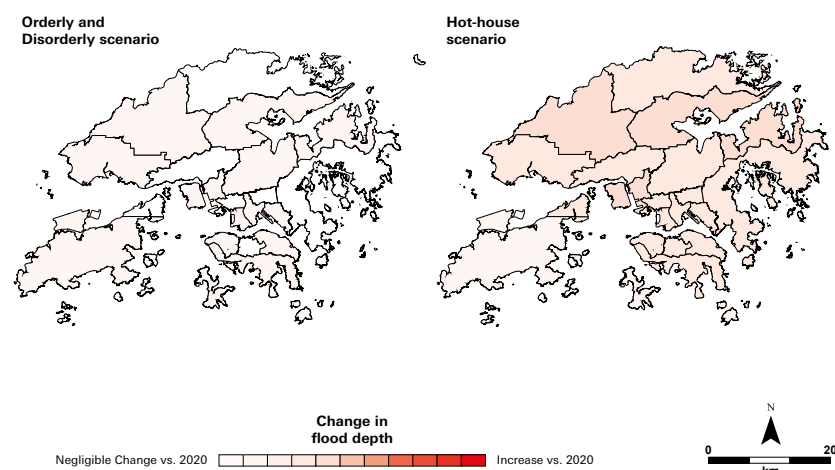 Orderly and
Disorderly scenario
Hot-house
scenario
Change in
flood depth
Negligible Change vs. 2020
Increase vs. 2020
N
0
20
km